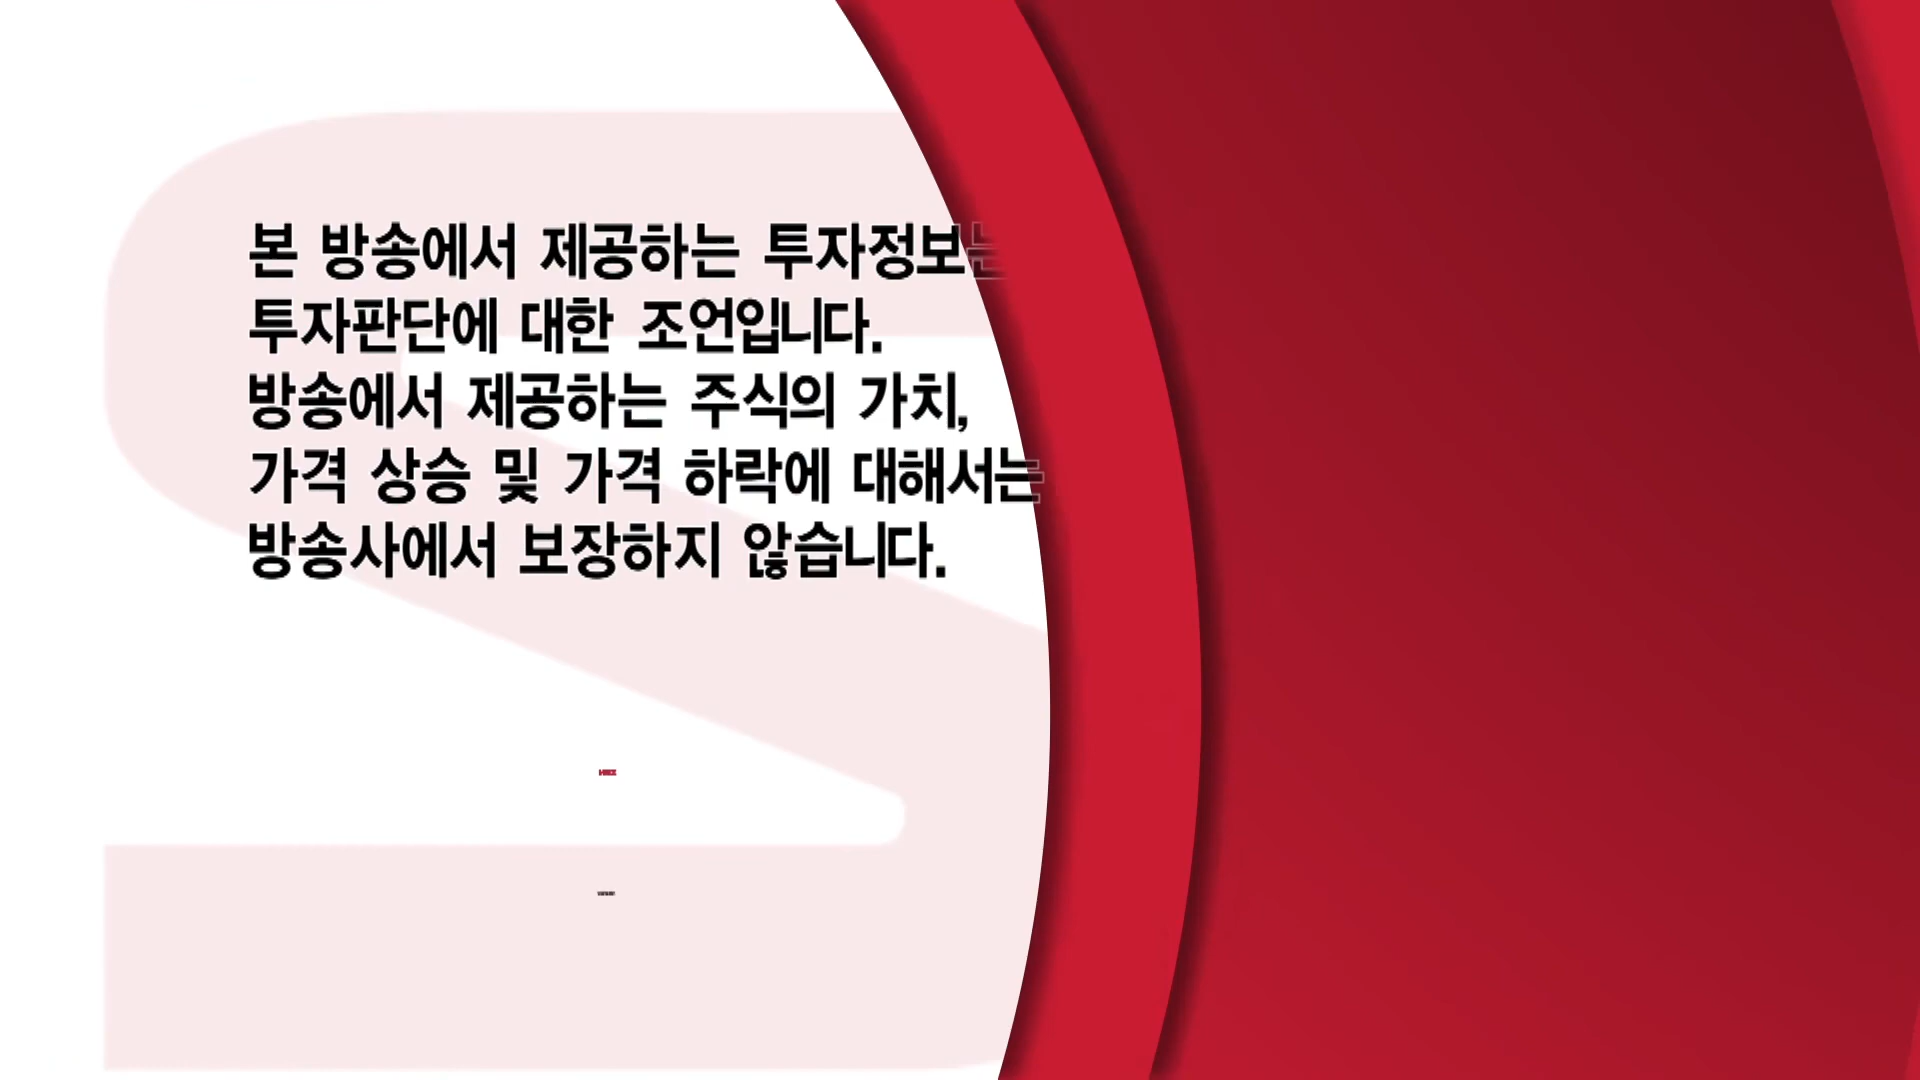 본 방송에서 제공하는 투자정보는
투자판단에 대한 조언입니다.
방송에서 제공하는 주식의 가치,
가격 상승 및 가격 하락에 대해서는
방송사에서 보장하지 않습니다.